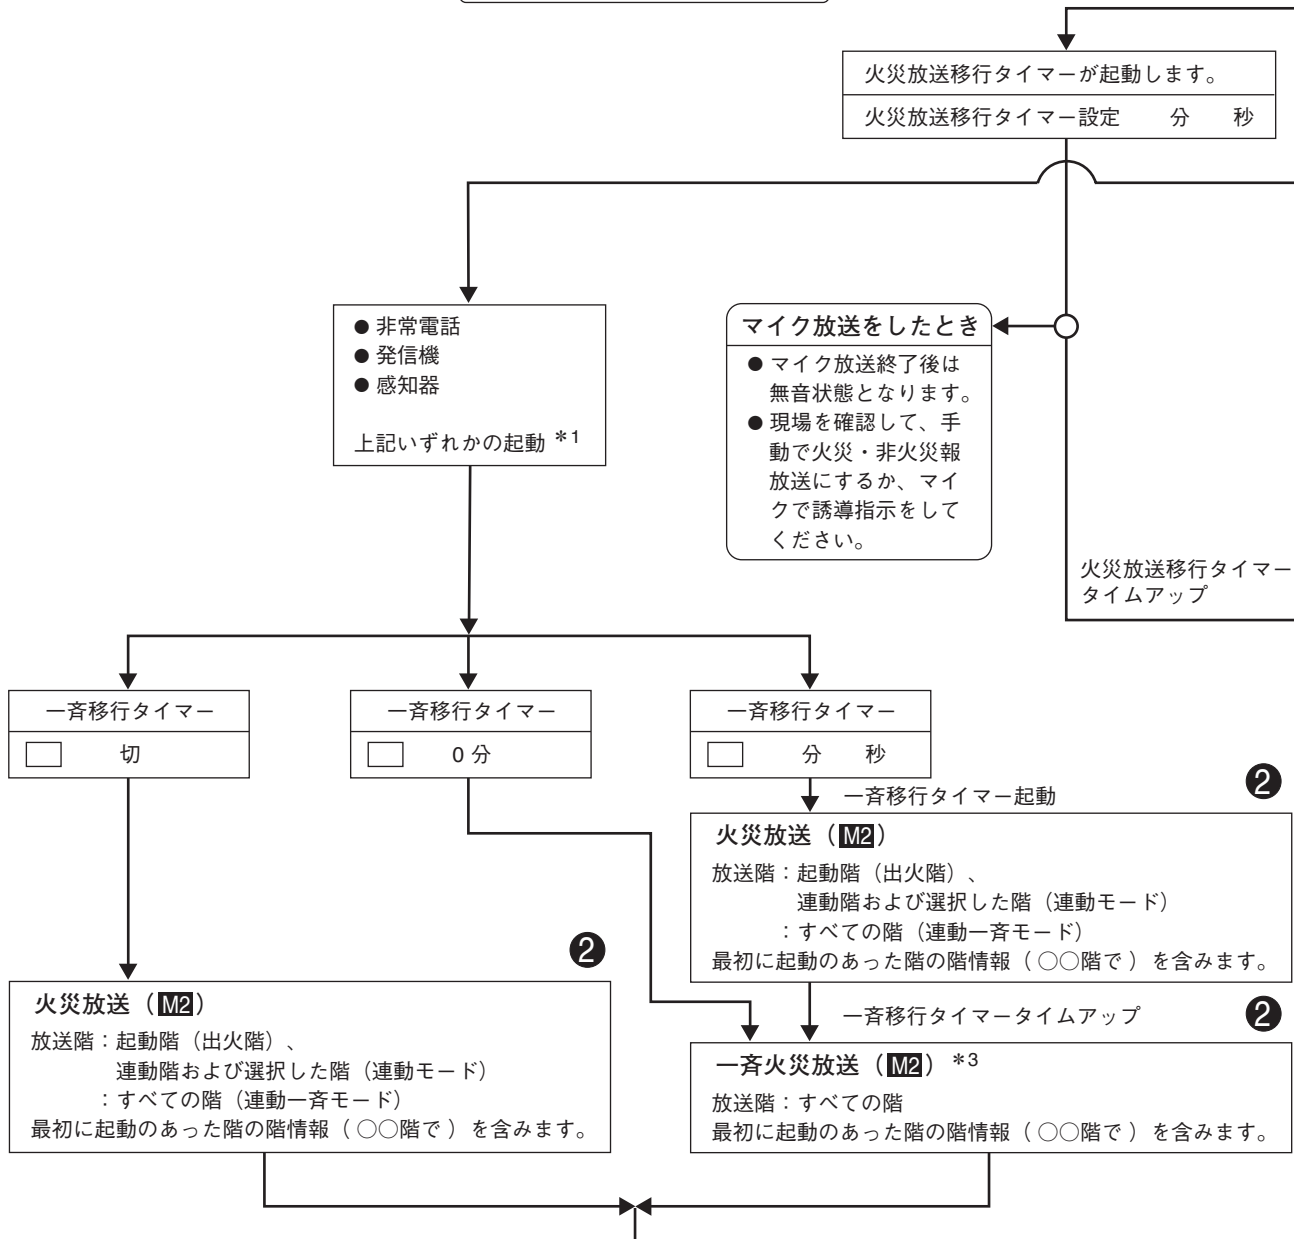 火災放送移行タイマーが起動します。
火災放送移行タイマー設定　分　秒
● 非常電話
● 発信機
● 感知器
上記いずれかの起動 *1
マイク放送をしたとき
● マイク放送終了後は
無音状態となります。
● 現場を確認して、手
動で火災・非火災報
放送にするか、マイ
クで誘導指示をして
ください。
火災放送移行タイマー
タイムアップ
一斉移行タイマー
切
一斉移行タイマー
0 分
一斉移行タイマー
分　秒
一斉移行タイマー起動
❷
火災放送（M2）
放送階：起動階（出火階）、
連動階および選択した階（連動モード）
：すべての階（連動一斉モード）
最初に起動のあった階の階情報（ ○○階で ）を含みます。
❷
火災放送（M2）
放送階：起動階（出火階）、
連動階および選択した階（連動モード）
：すべての階（連動一斉モード）
最初に起動のあった階の階情報（ ○○階で ）を含みます。
一斉移行タイマータイムアップ
❷
一斉火災放送（M2） *3
放送階：すべての階
最初に起動のあった階の階情報（ ○○階で ）を含みます。